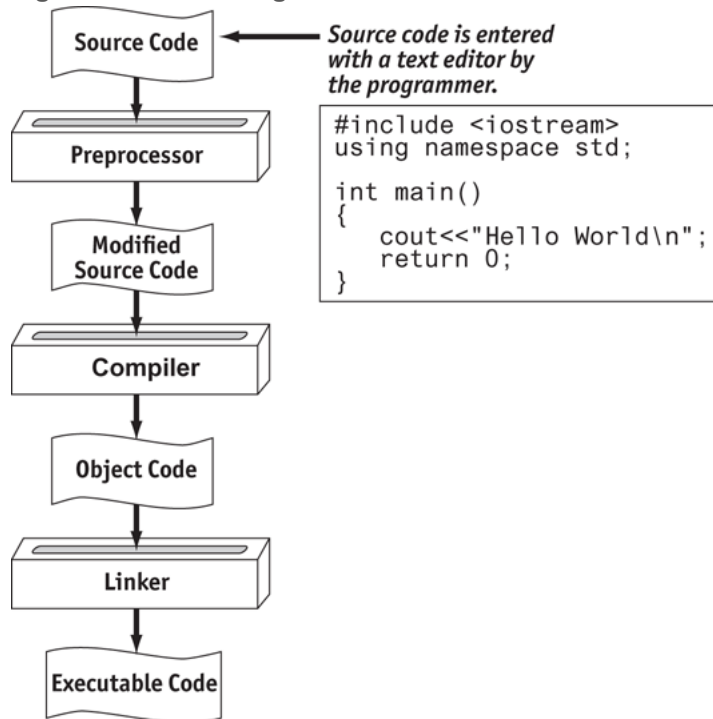 Source Code
Source code is entered
with a text editor by
the programmer.
#include <iostream>
using namespace std;
int main()
{
cout<<"Hello World\n";
return 0;
}
Preprocessor
Modified
Source Code
Compiler
Object Code
Linker
Executable Code